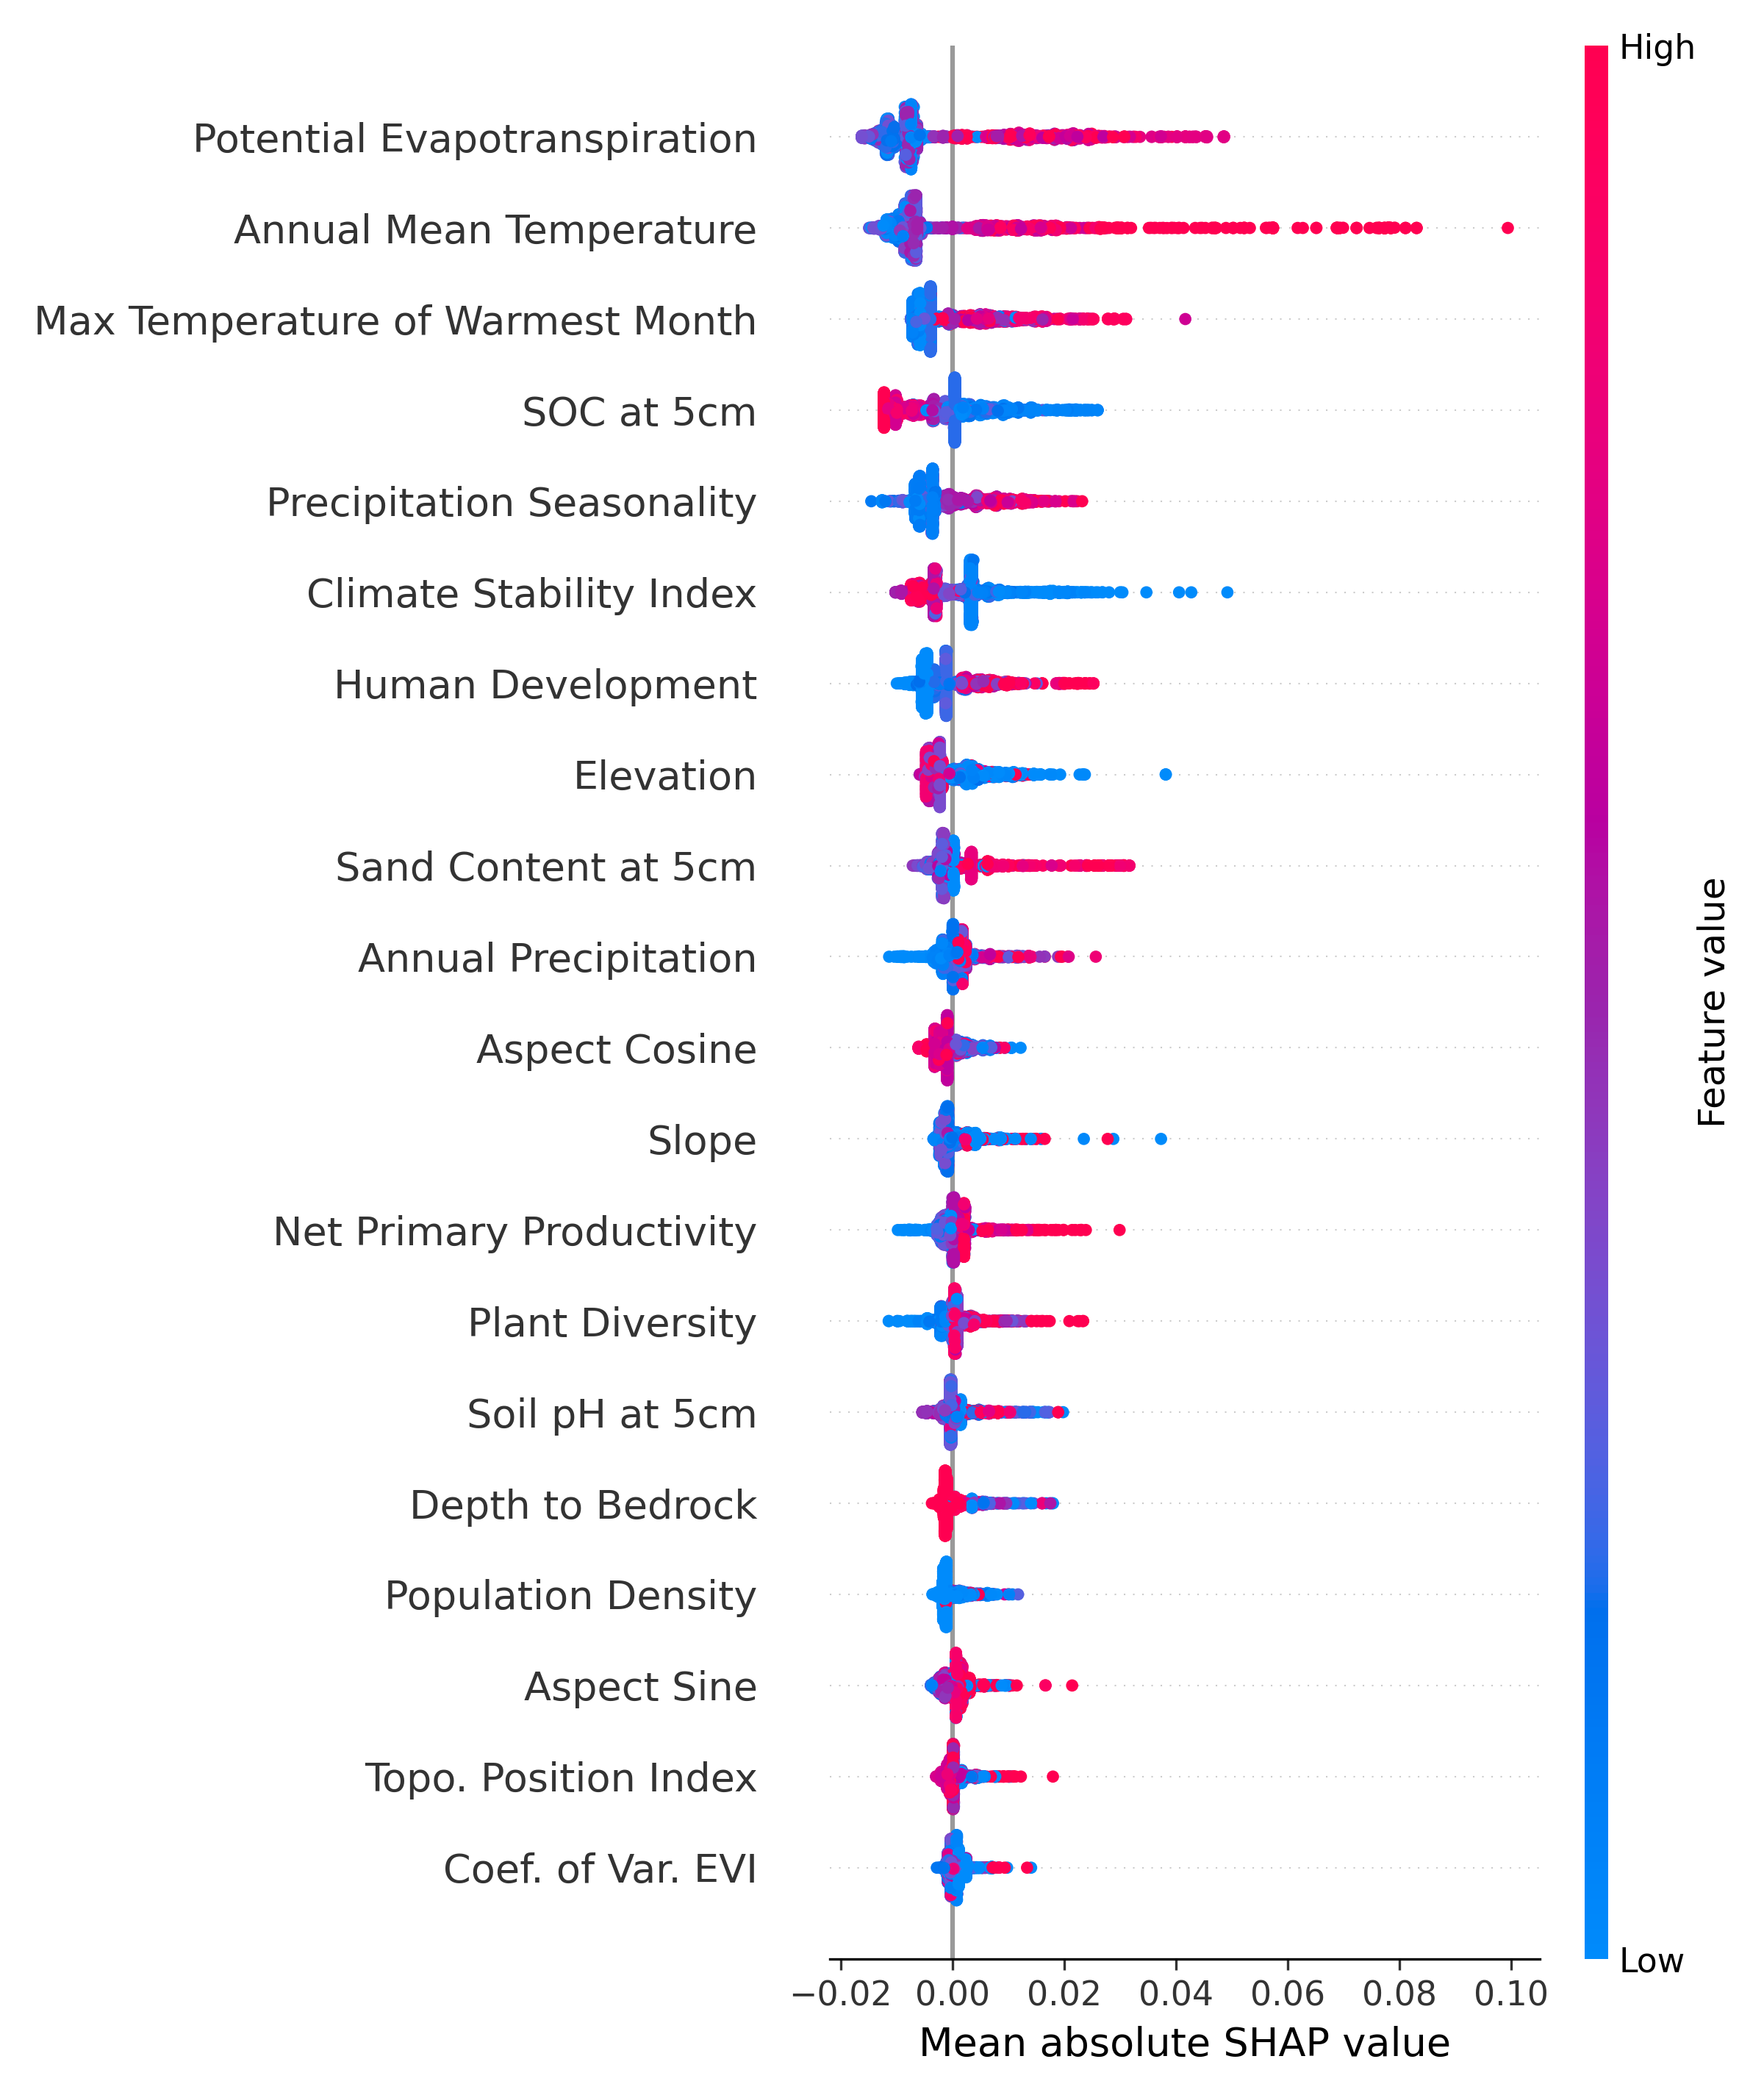 High
Potential Evapotranspiration
Annual Mean Temperature
Max Temperature of Warmest Month
SOC at 5cm
Precipitation Seasonality
Climate Stability Index
Human Development
Elevation
Sand Content at 5cm
Annual Precipitation
Aspect Cosine
Slope
Net Primary Productivity
Plant Diversity
Soil pH at 5cm
Depth to Bedrock
Population Density
Aspect Sine
Topo. Position Index
Coef. of Var. EVI
Feature value
Low
−0.02 0.00 0.02 0.04 0.06 0.08 0.10
Mean absolute SHAP value